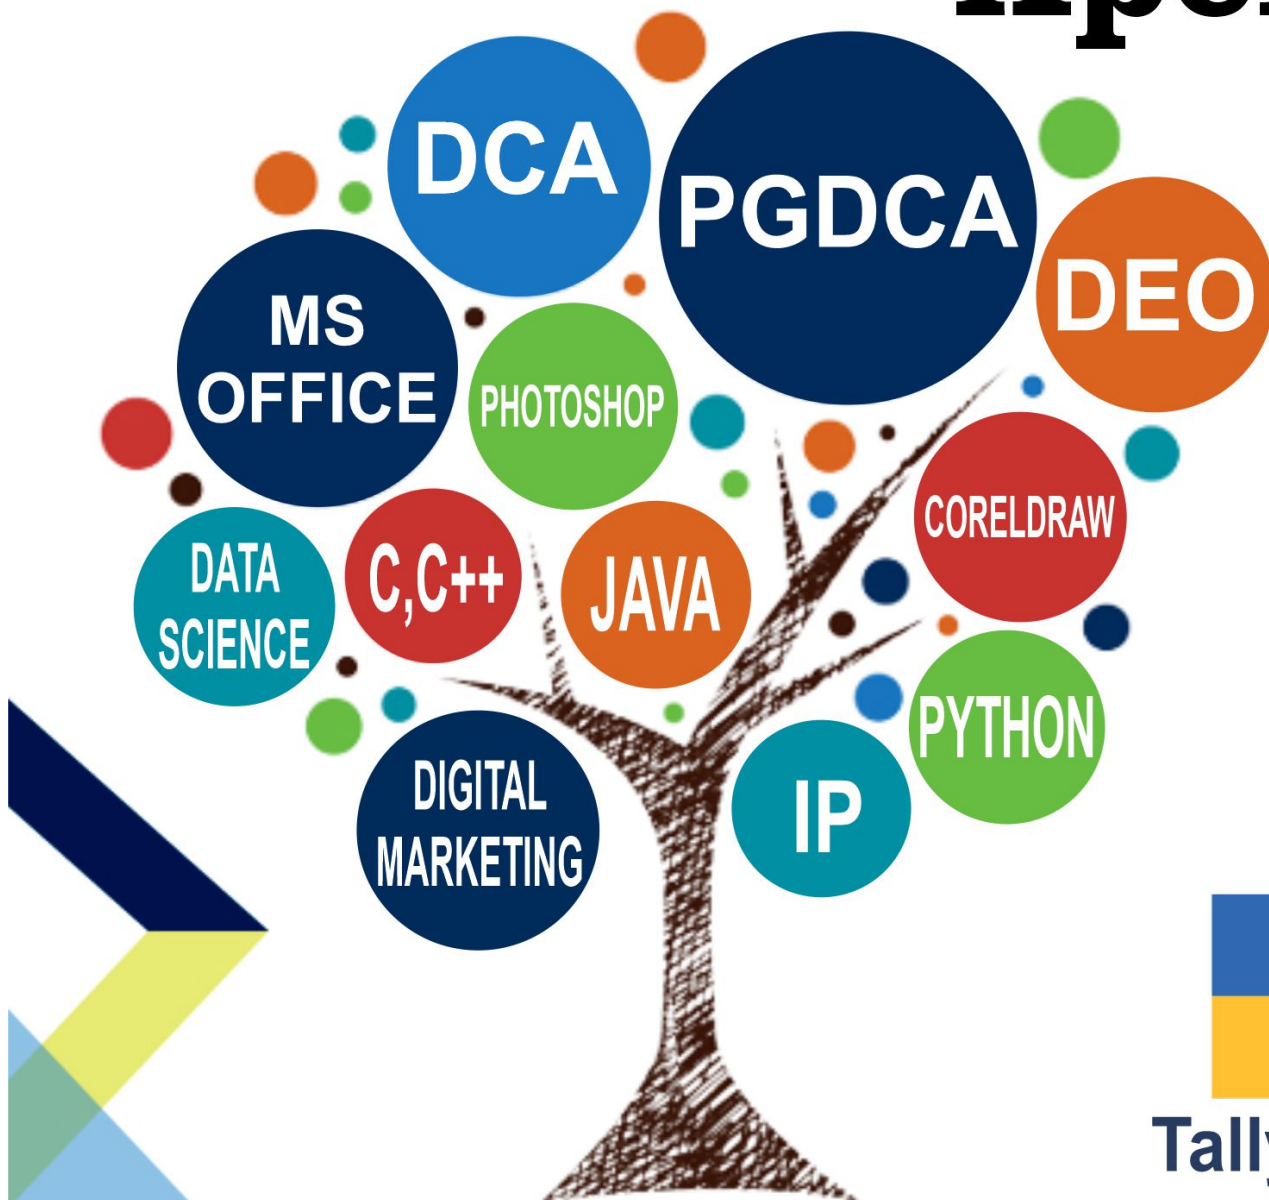 DCA
PGDCA
DEO
MS
OFFICE
PHOTOSHOP
CORELDRAW
DATA
SCIENCE
C,C++
JAVA
PYTHON
IP
DIGITAL
MARKETING